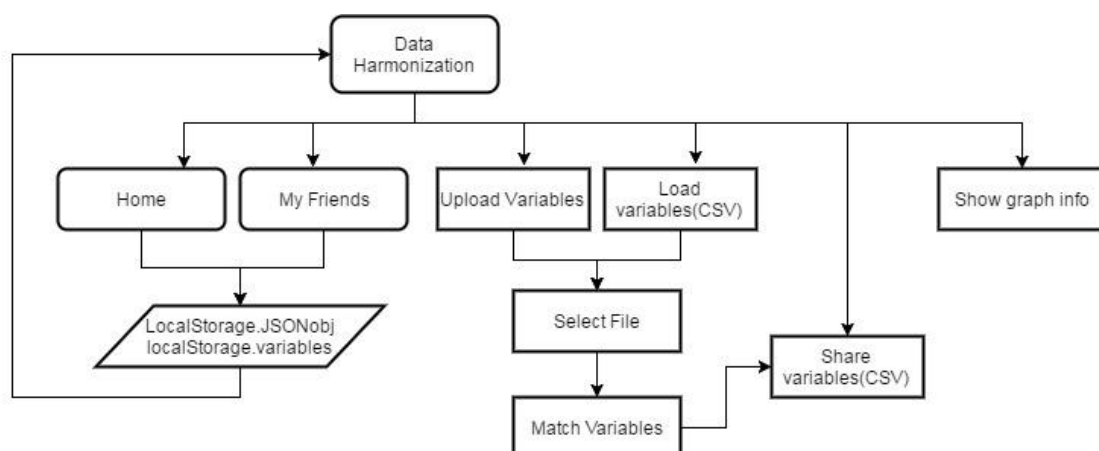 Data
Harmonization
Home
My Friends
Upload Variables
Load
variables(CSV)
Show graph info
LocalStorage.JSONobj
localStorage.variables
Select File
Share
variables(CSV)
Match Variables